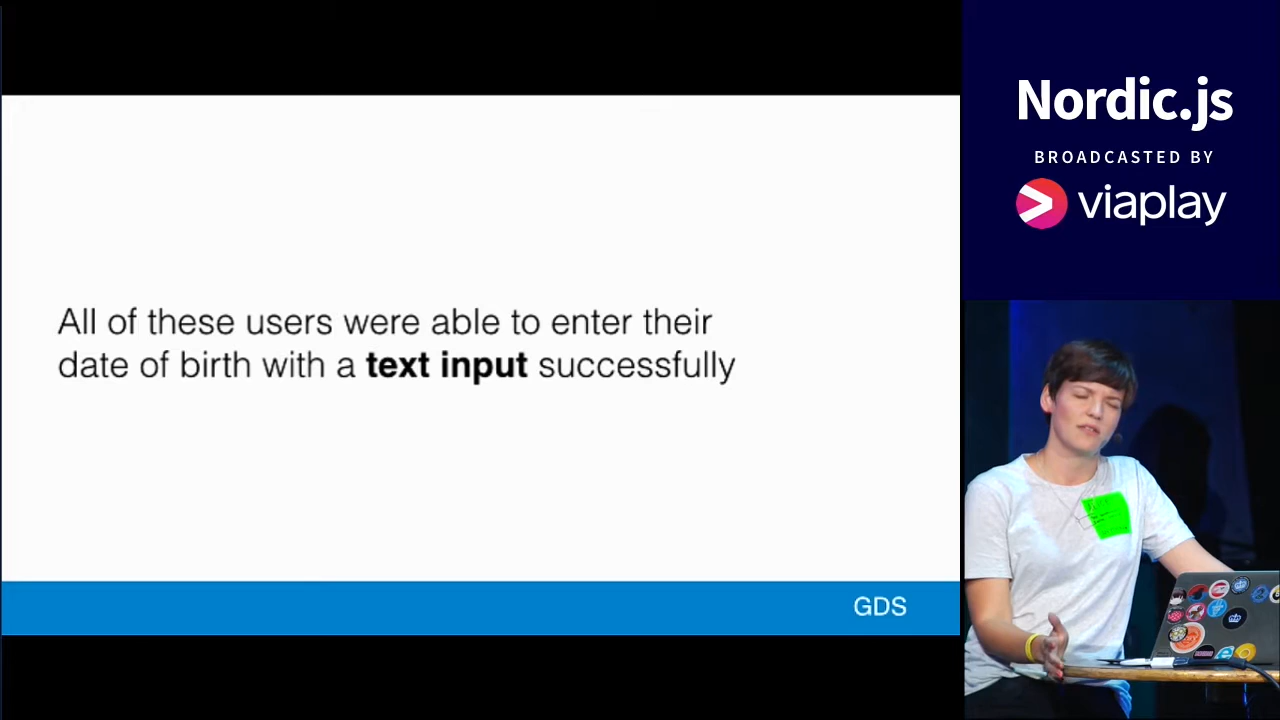 All of these users were able to enter their
date of birth with a text input successfully
GDS
Nordic.js
BROADCASTED BY
viaplay